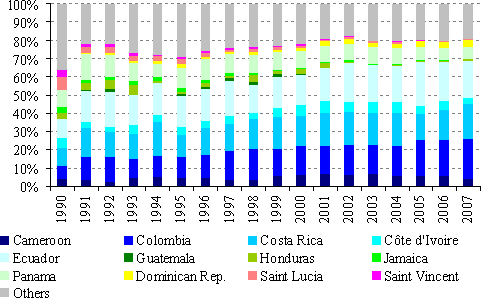 100%
90%
80%
70%
60%
50%
40%
30%
20%
10%
0%
1990 1991 1992 1993 1994 1995 1996 1997 1998 1999 2000 2001 2002 2003 2004 2005 2006 2007
Cameroon Colombia Costa Rica Côte d'Ivoire
Ecuador Guatemala Honduras Jamaica
Panama Dominican Rep. Saint Lucia Saint Vincent
Others